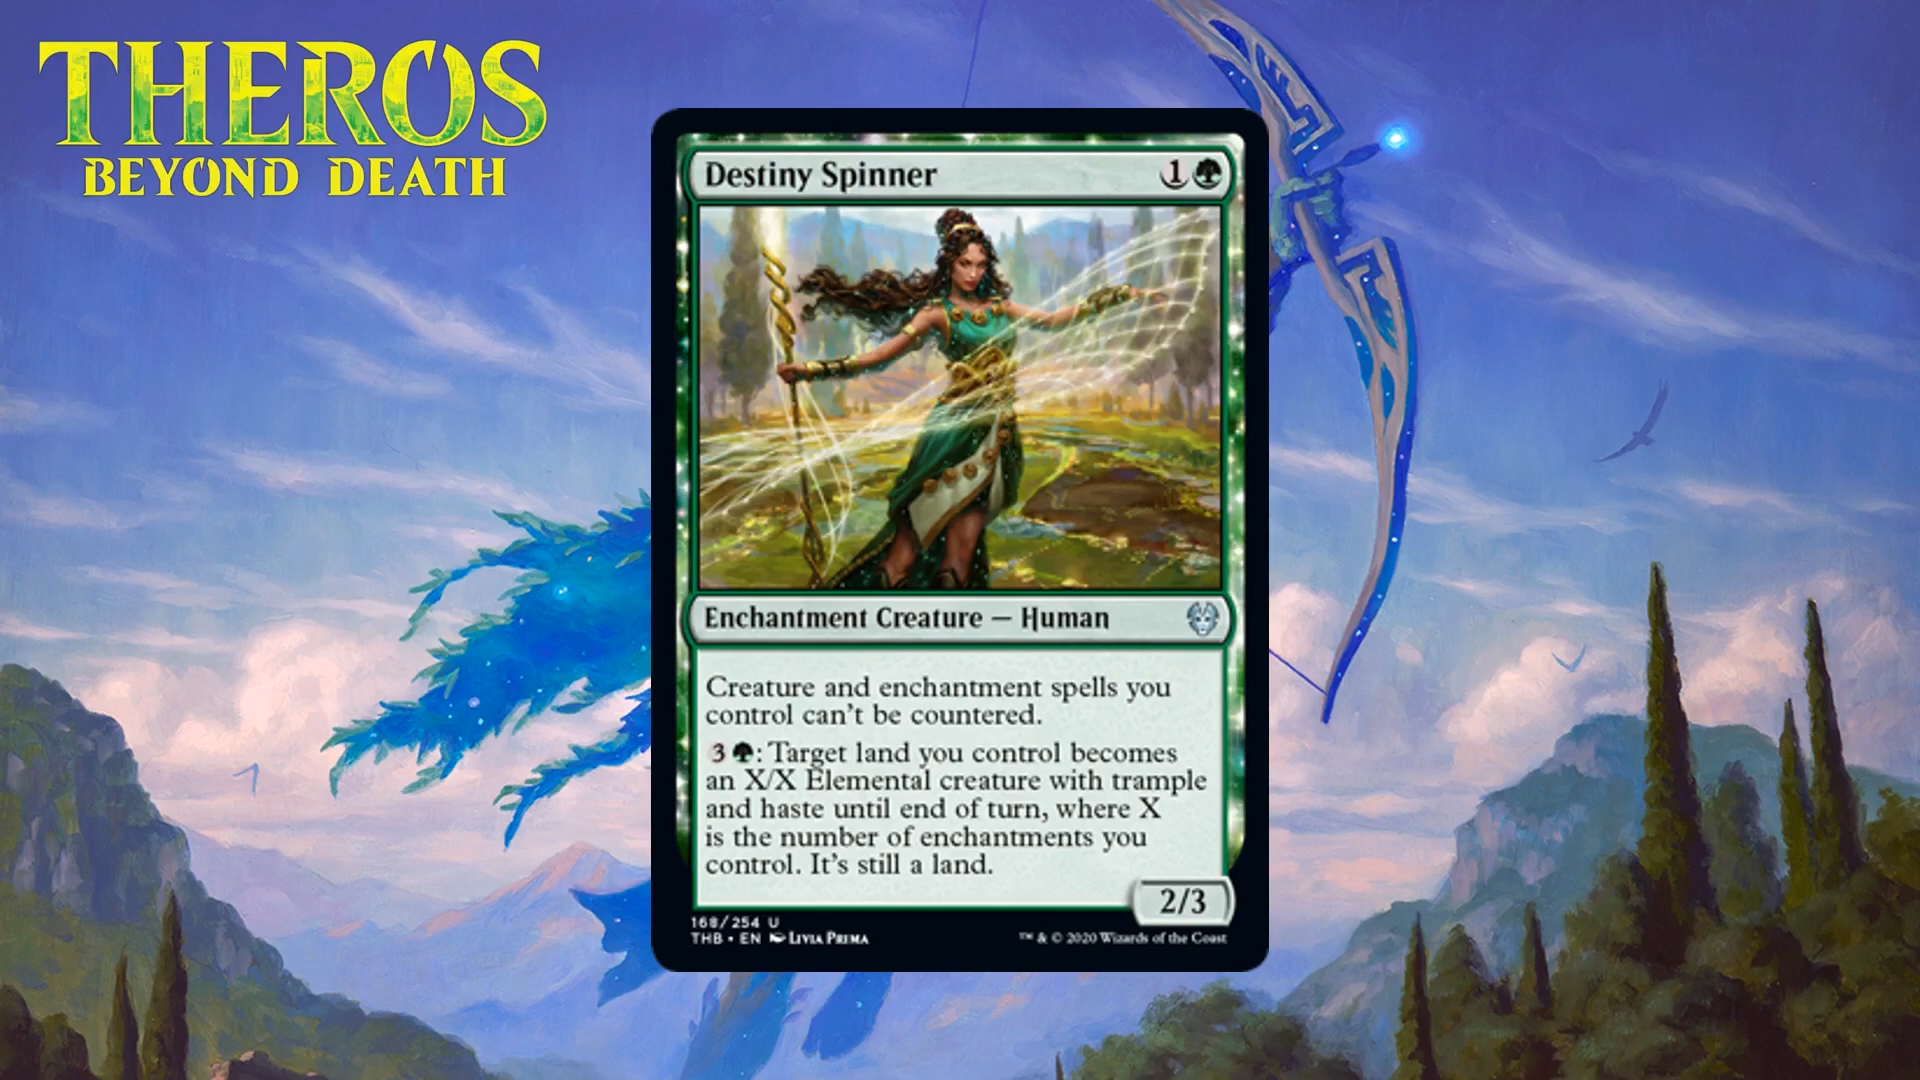 THEROS
BEYOND DEATH
Destiny Spinner 1
Enchantment Creature — Human
Creature and enchantment spells you
control can't be countered.
3 : Target land you control becomes
an X/X Elemental creature with trample
and haste until end of turn, where X
is the number of enchantments you
control. It's still a land.
2/3
168/254 U
THB • EN Livia Prema
™ & © 2020 Wizards of the Coast